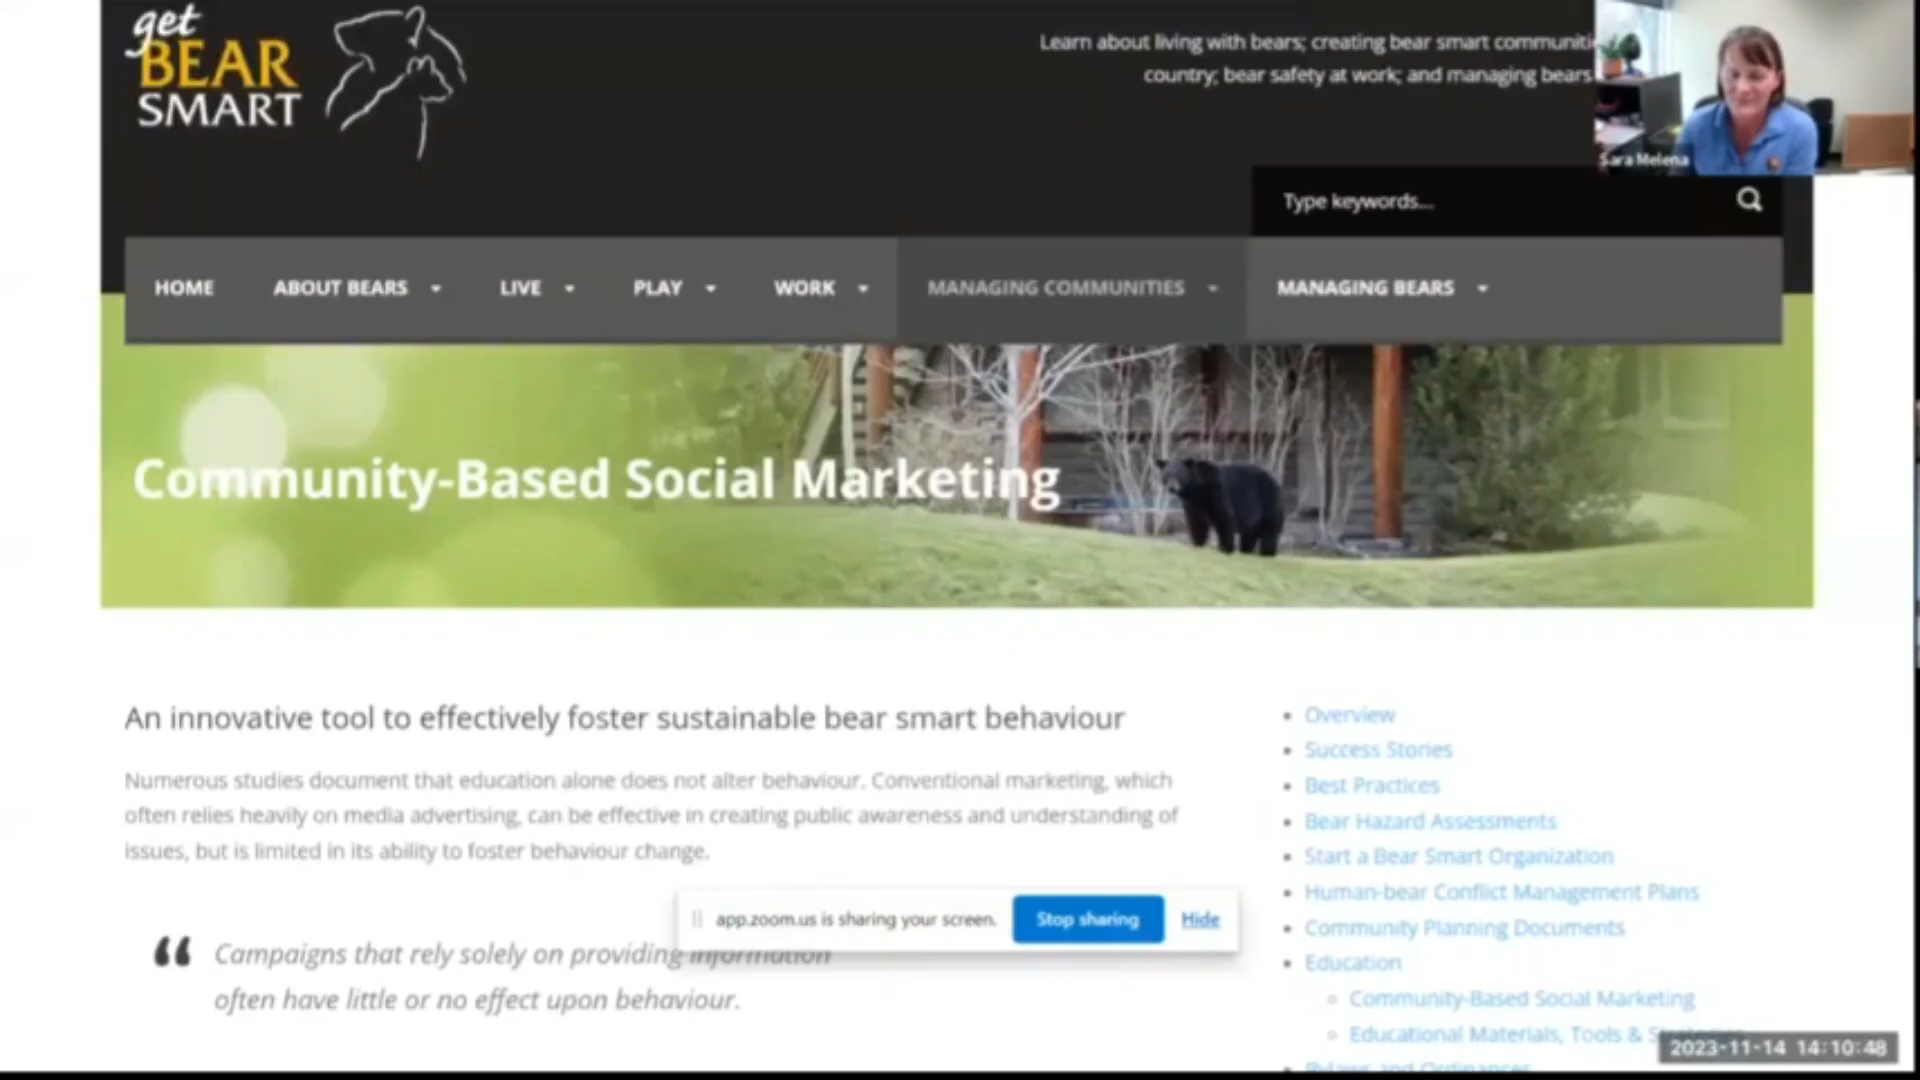 get
BEAR
SMART
Learn about living with bears; creating bear smart
country; bear safety at work; and managing bears
Sara Melena
Type keywords...
HOME ABOUT BEARS LIVE PLAY WORK MANAGING COMMUNITIES MANAGING BEARS
Community-Based Social Marketing
An innovative tool to effectively foster sustainable bear smart behaviour
Numerous studies document that education alone does not alter behaviour. Conventional marketing, which
often relies heavily on media advertising, can be effective in creating public awareness and understanding of
issues, but is limited in its ability to foster behaviour change.
app.zoom.us is sharing your screen. Stop sharing Hide
“ Campaigns that rely solely on providing information
often have little or no effect upon behaviour.
Overview
Success Stories
Best Practices
Bear Hazard Assessments
Start a Bear Smart Organization
Human-bear Conflict Management Plans
Community Planning Documents
Education
Community-Based Social Marketing
Educational Materials, Tools &
Bylaws and Ordinances
2023-11-14 14:10:48